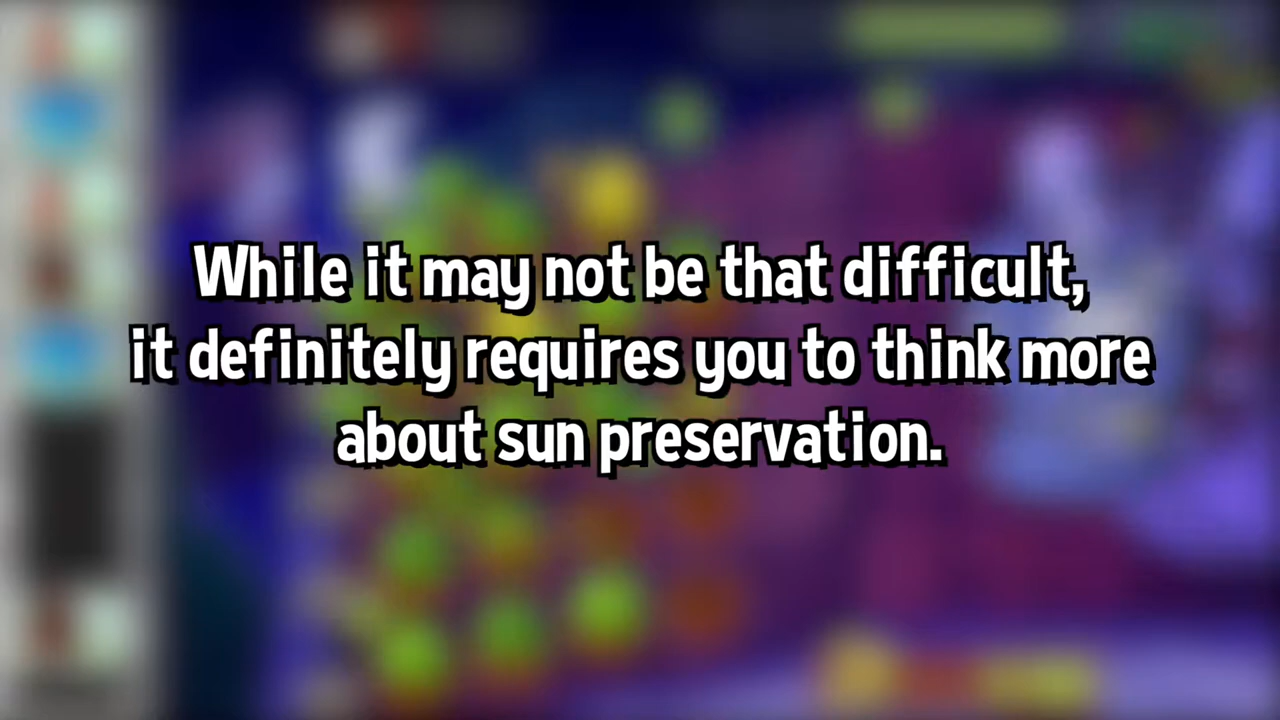 While it may not be that difficult,
it definitely requires you to think more
about sun preservation.